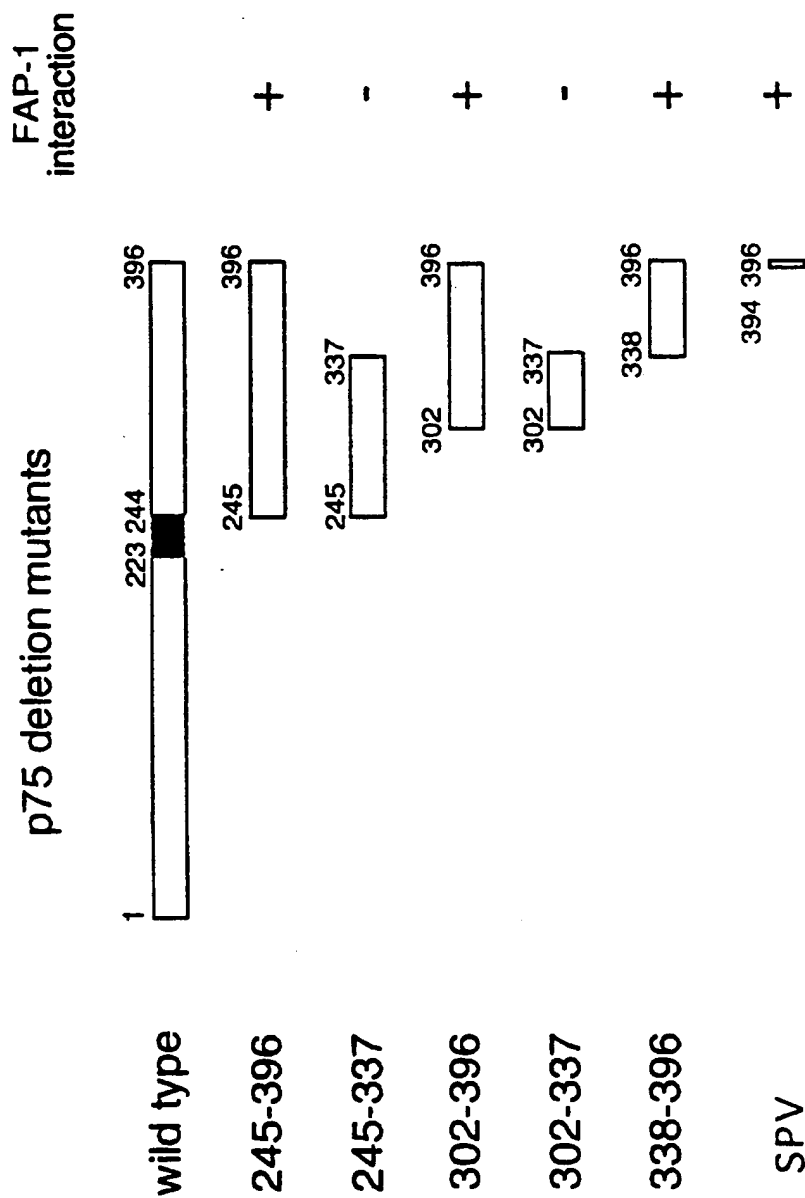 p75 deletion mutants
FAP-1
interaction
wild type 1 223 244 396
245-396 245 396 +
245-337 245 337 -
302-396 302 396 +
302-337 302 337 -
338-396 338 396 +
SPV 394 396 +